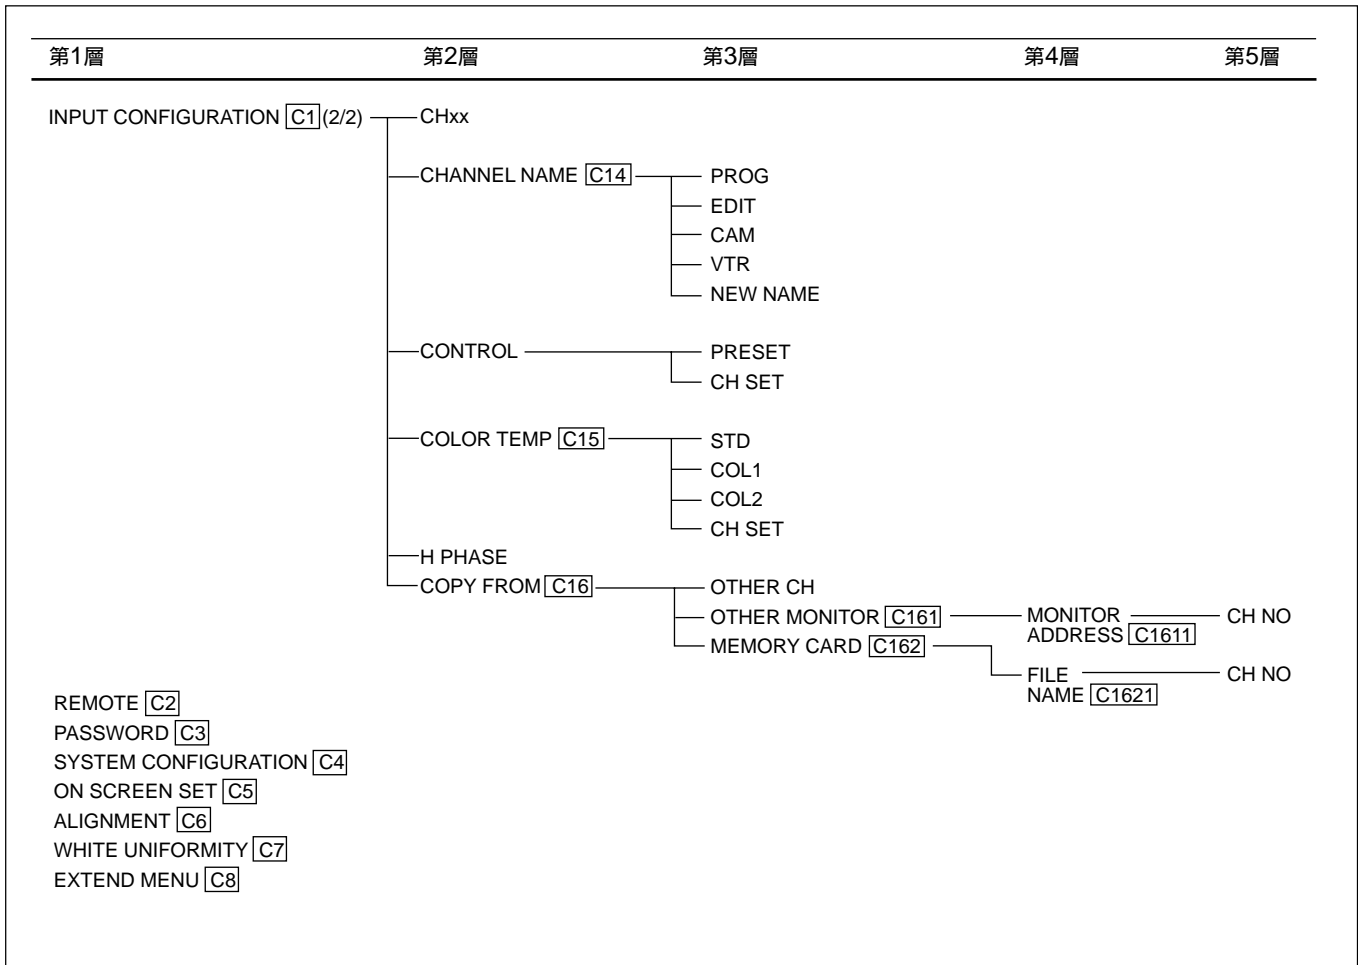 第1層 第2層 第3層 第4層 第5層
INPUT CONFIGURATION C1 (2/2) CHxx
CHANNEL NAME C14 PROG
EDIT
CAM
VTR
NEW NAME
CONTROL PRESET
CH SET
COLOR TEMP C15 STD
COL1
COL2
CH SET
H PHASE
COPY FROM C16 OTHER CH
OTHER MONITOR C161 MONITOR CH NO
ADDRESS C1611
MEMORY CARD C162
FILE CH NO
NAME C1621
REMOTE C2
PASSWORD C3
SYSTEM CONFIGURATION C4
ON SCREEN SET C5
ALIGNMENT C6
WHITE UNIFORMITY C7
EXTEND MENU C8